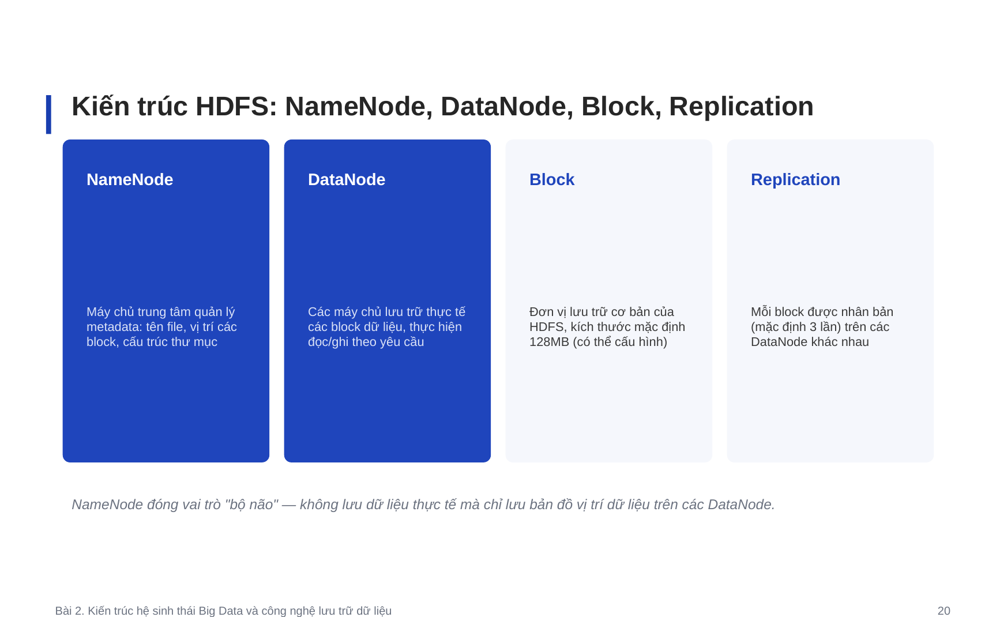 Kiến trúc HDFS: NameNode, DataNode, Block, Replication
NameNode
Máy chủ trung tâm quản lý
metadata: tên file, vị trí các
block, cấu trúc thư mục
DataNode
Các máy chủ lưu trữ thực tế
các block dữ liệu, thực hiện
đọc/ghi theo yêu cầu
Block
Đơn vị lưu trữ cơ bản của
HDFS, kích thước mặc định
128MB (có thể cấu hình)
Replication
Mỗi block được nhân bản
(mặc định 3 lần) trên các
DataNode khác nhau
NameNode đóng vai trò "bộ não" — không lưu dữ liệu thực tế mà chỉ lưu bản đồ vị trí dữ liệu trên các DataNode.
Bài 2. Kiến trúc hệ sinh thái Big Data và công nghệ lưu trữ dữ liệu
20